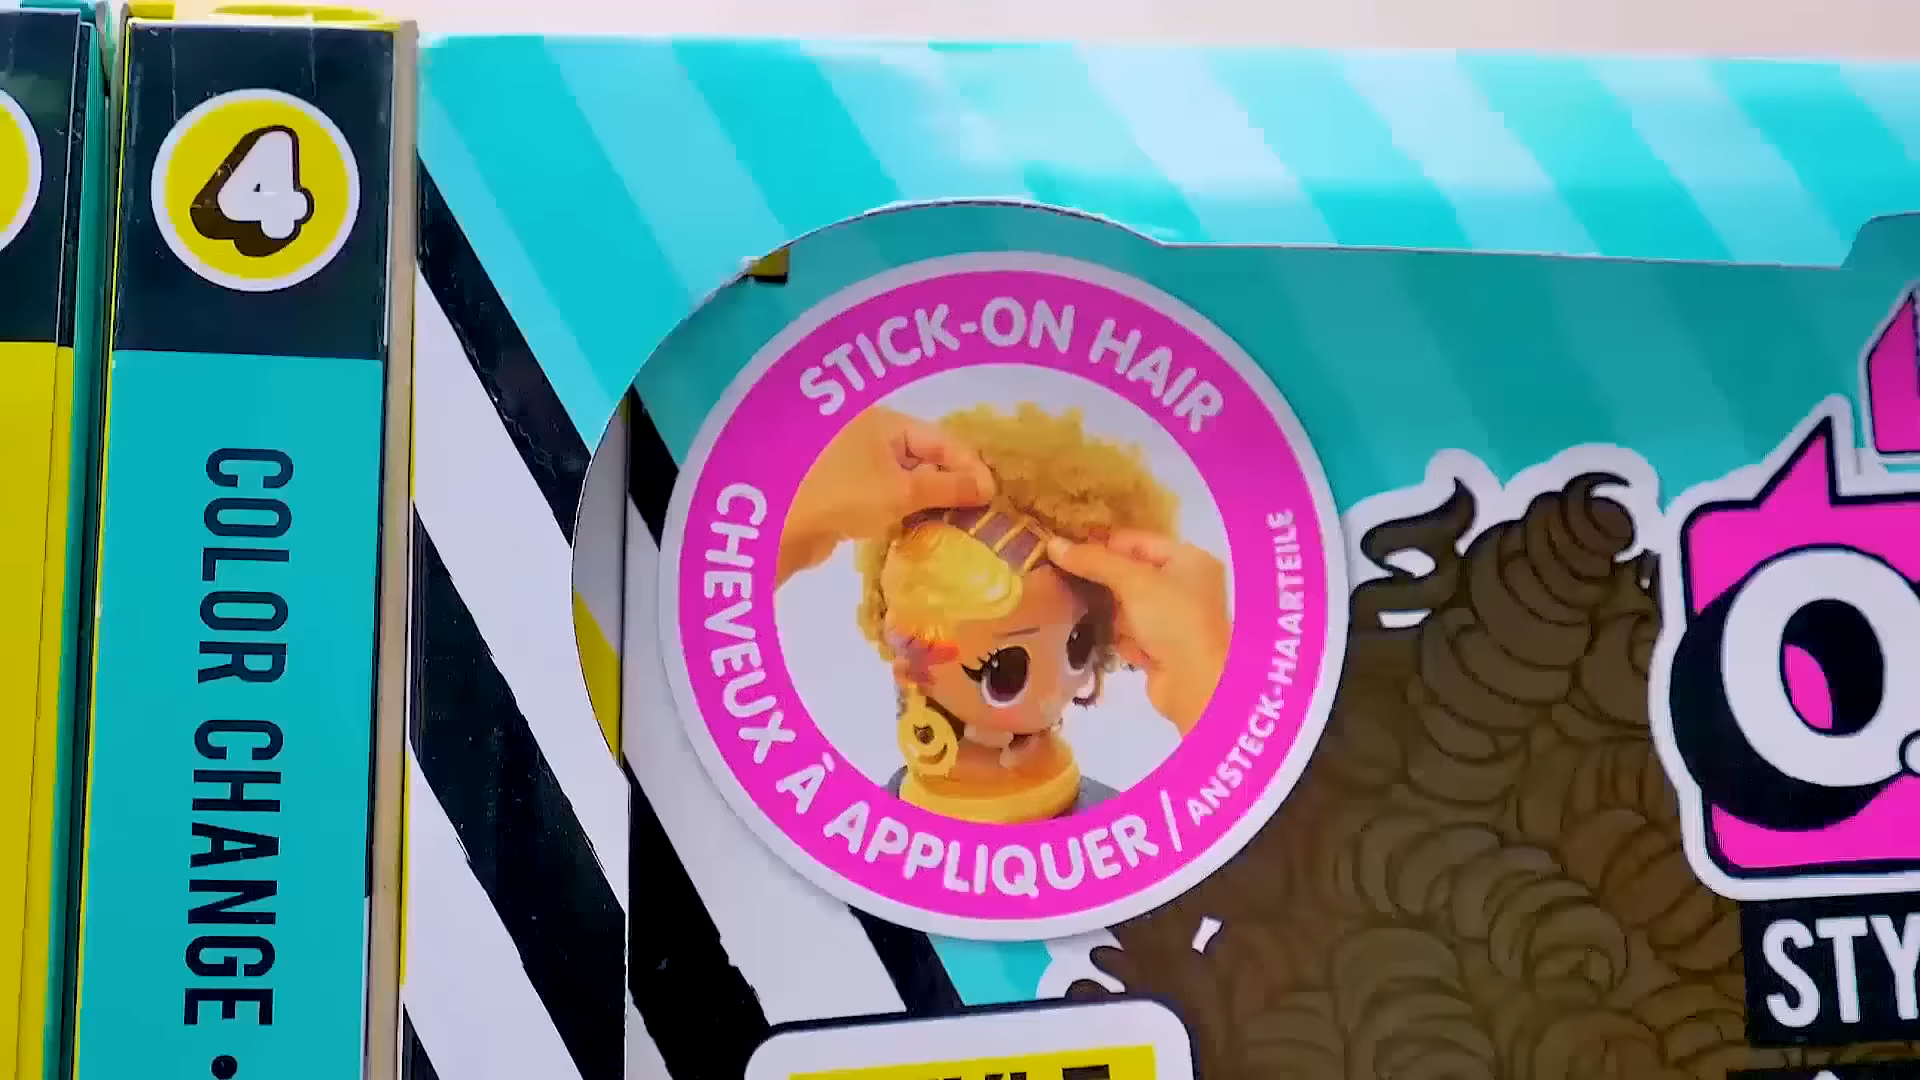 4
COLOR CHANGE •
STICK-ON HAIR
CHEVEUX À APPLIQUER / ANSTECK-HAARTEILE
O.
STY